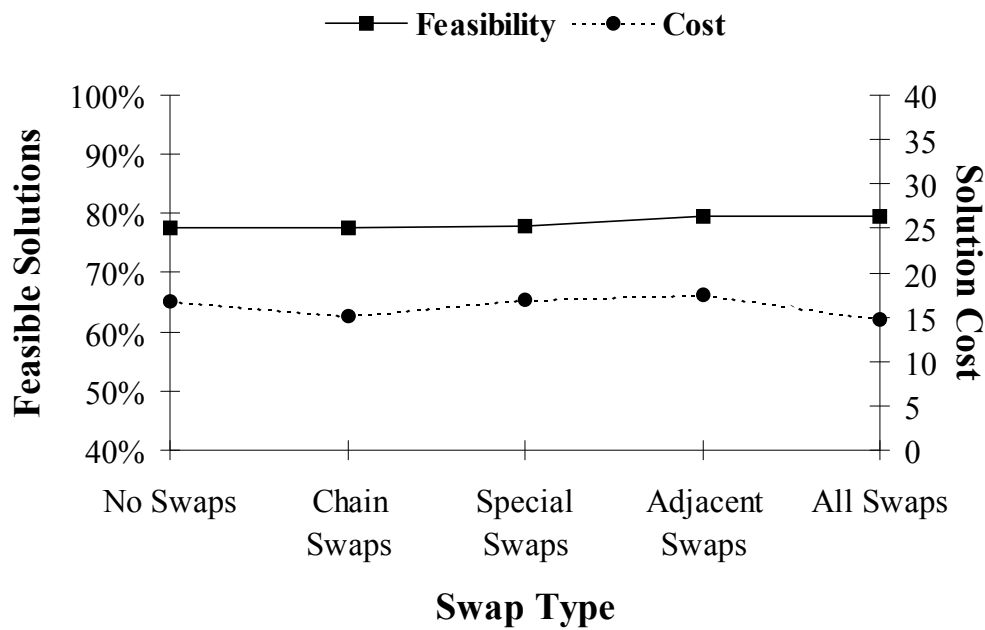 Feasibility Cost
100%
90%
80%
70%
60%
50%
40%
Feasible Solutions
40
35
30
25
20
15
10
5
0
Solution Cost
No Swaps
Chain
Swaps
Special
Swaps
Adjacent
Swaps
All Swaps
Swap Type